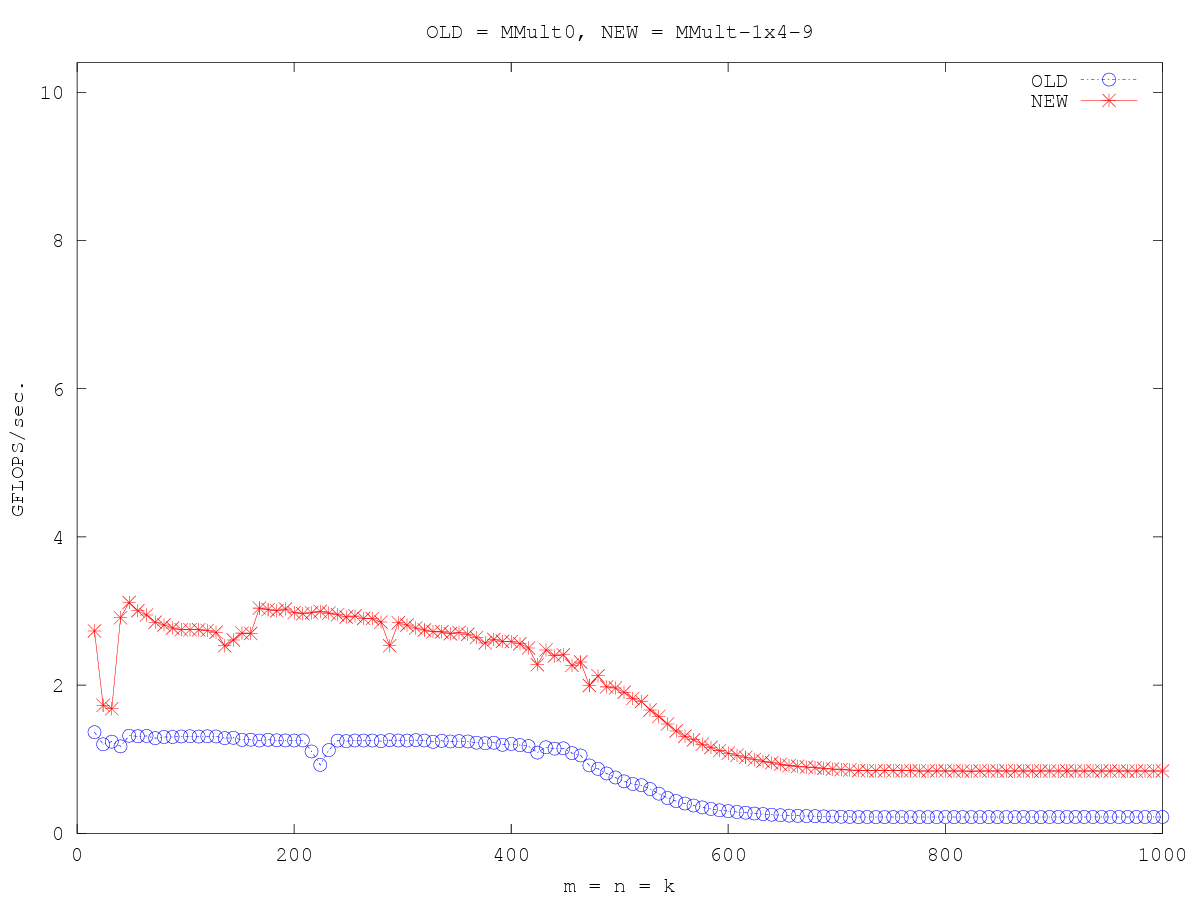 OLD = MMult0, NEW = MMult-1x4-9
OLD
NEW
10
8
6
4
2
0
GFLOPS/sec.
0 200 400 600 800 1000
m = n = k